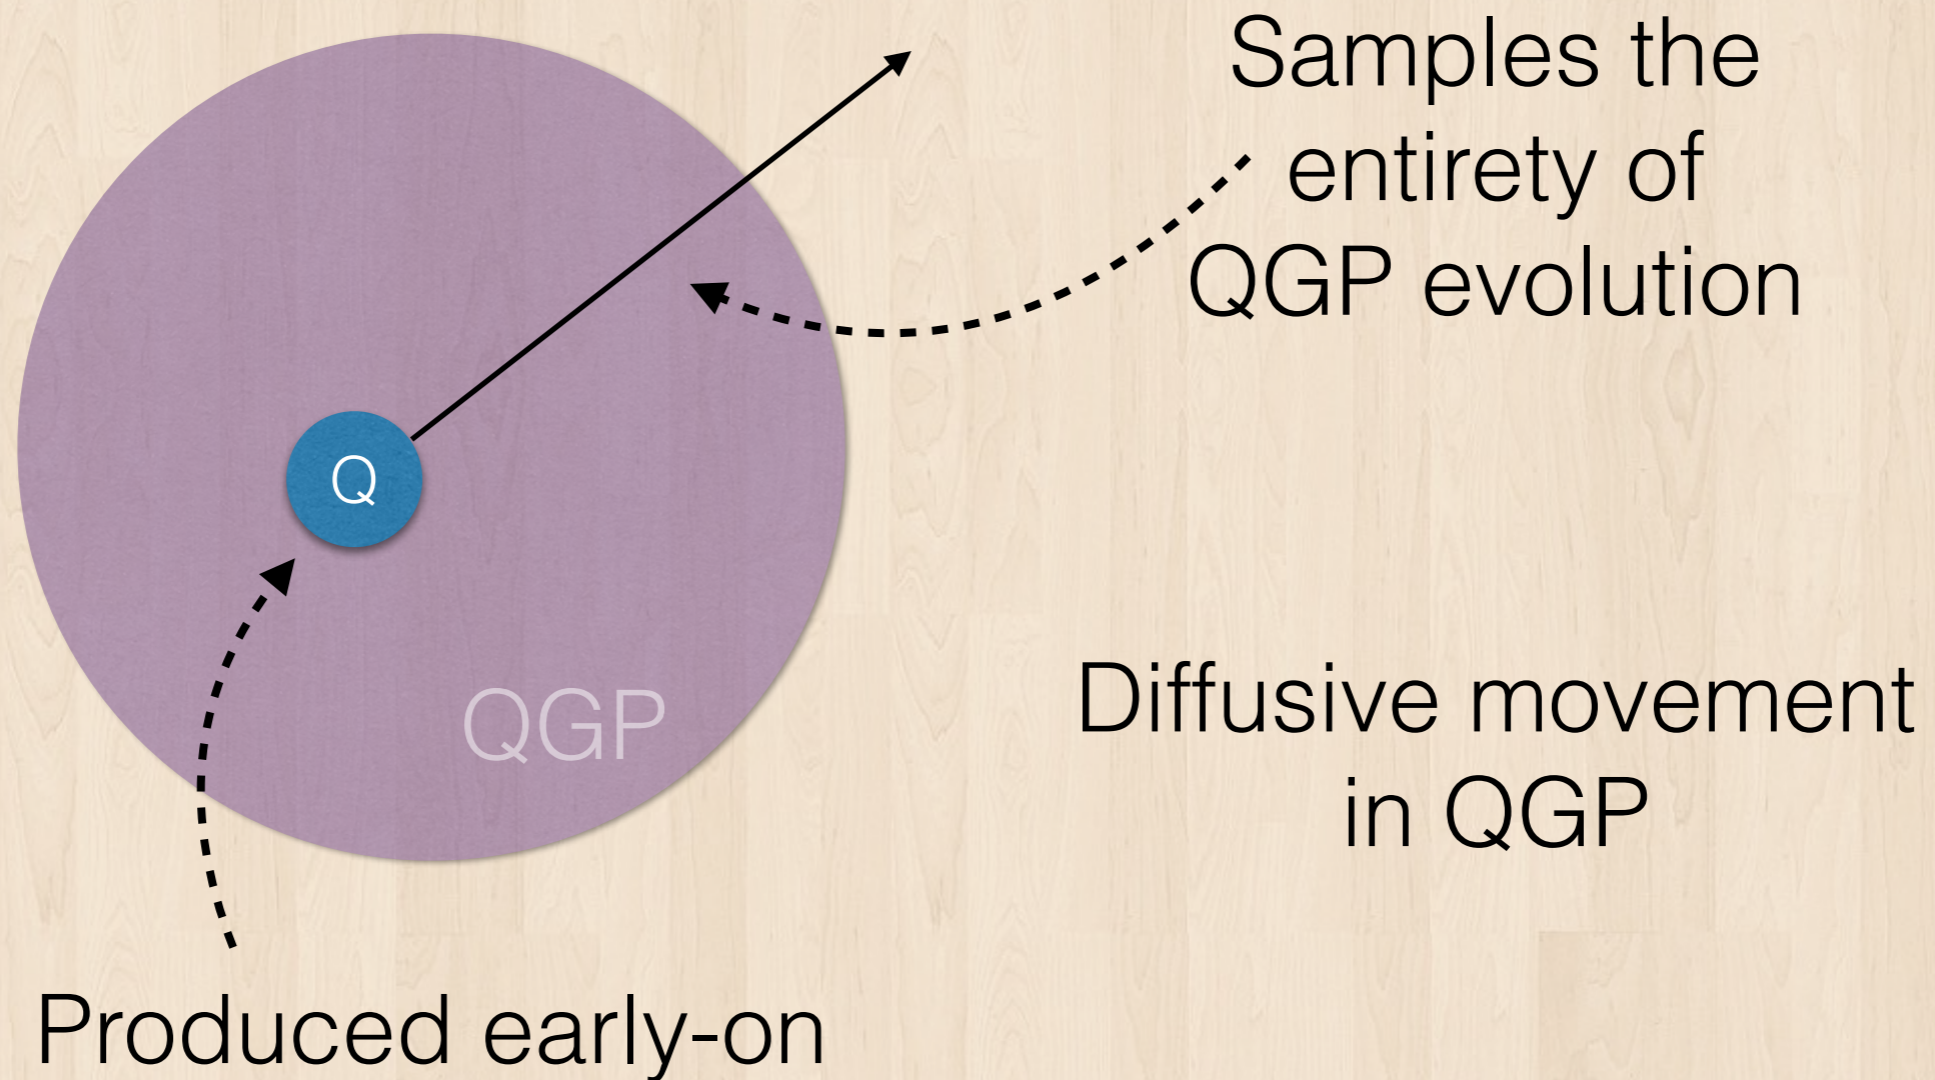 Samples the
entirety of
QGP evolution
Q
QGP
Diffusive movement
in QGP
Produced early-on